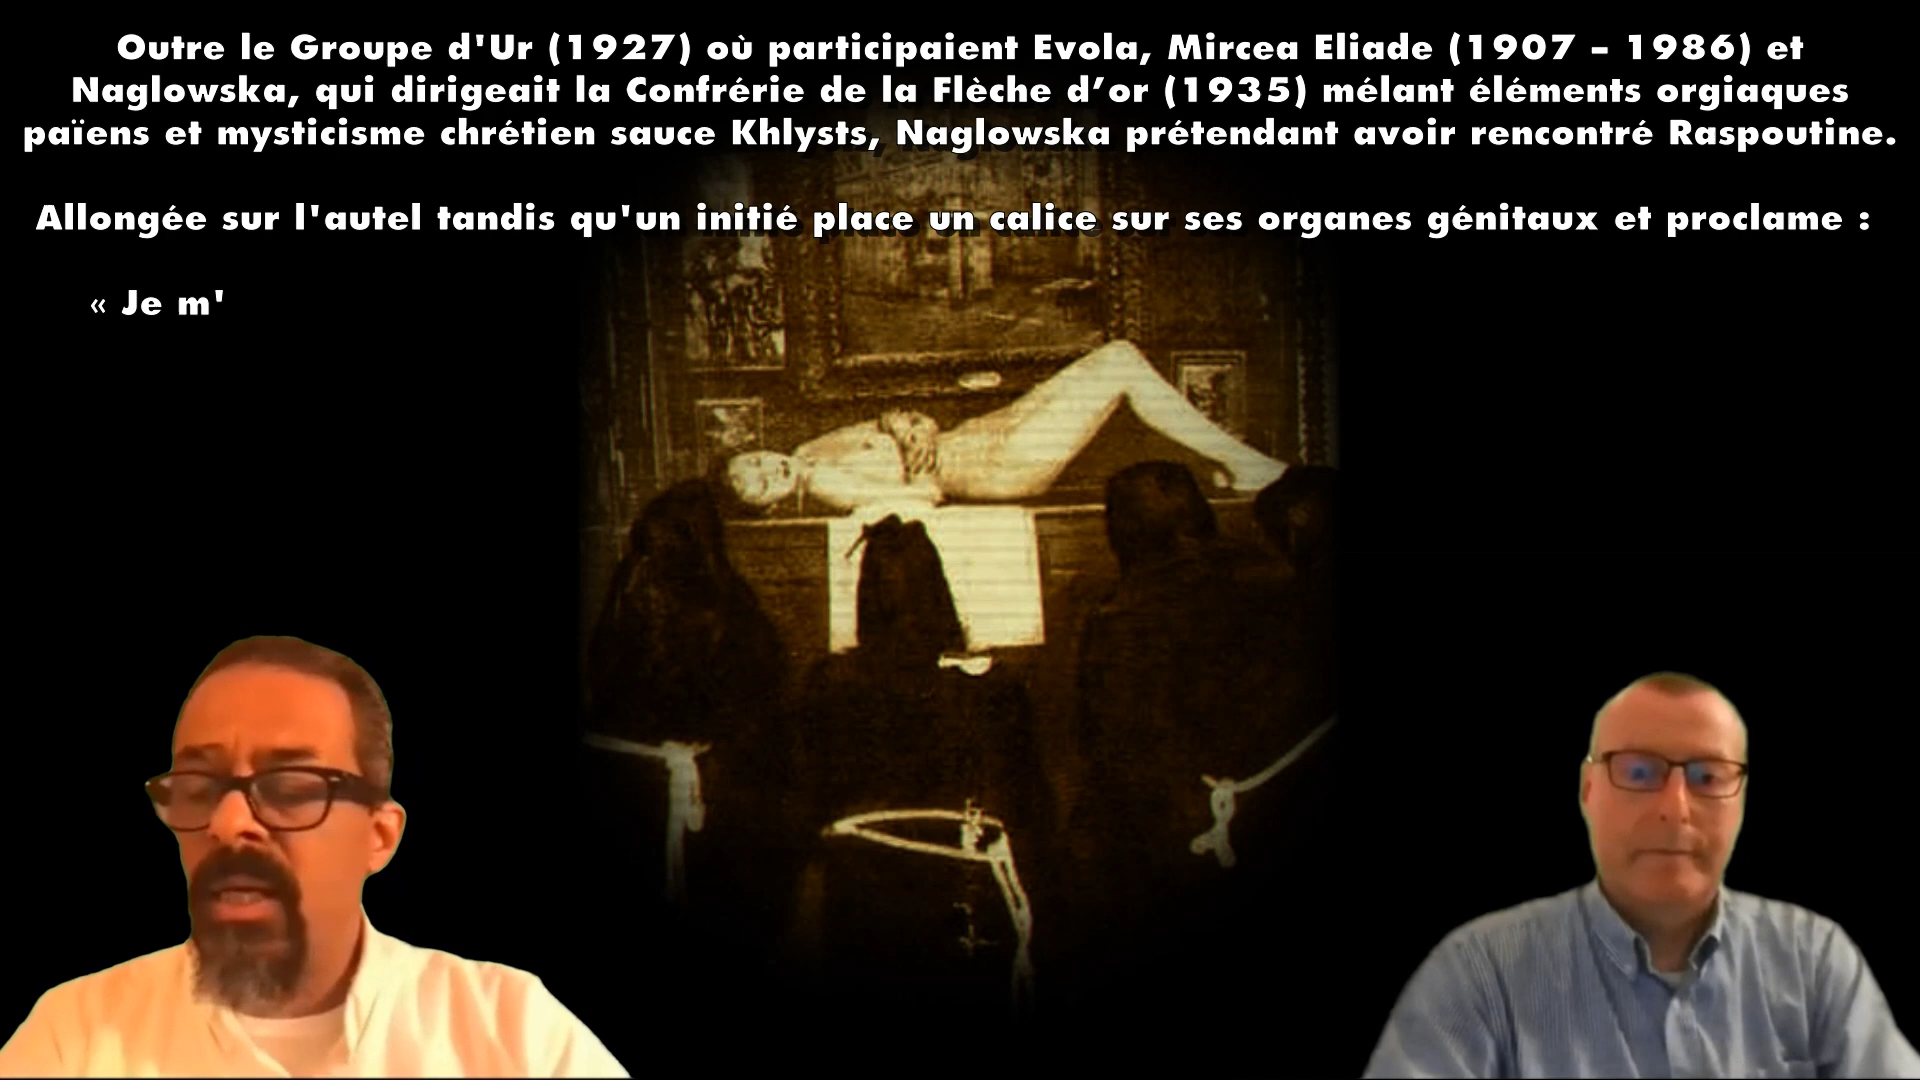 Outre le Groupe d'Ur (1927) où participaient Evola, Mircea Eliade (1907 – 1986) et
Naglowska, qui dirigeait la Confrérie de la Flèche d’or (1935) mélant éléments orgiaques
païens et mysticisme chrétien sauce Khlysts, Naglowska prétendant avoir rencontré Raspoutine.
Allongée sur l'autel tandis qu'un initié place un calice sur ses organes génitaux et proclame :
« Je m'